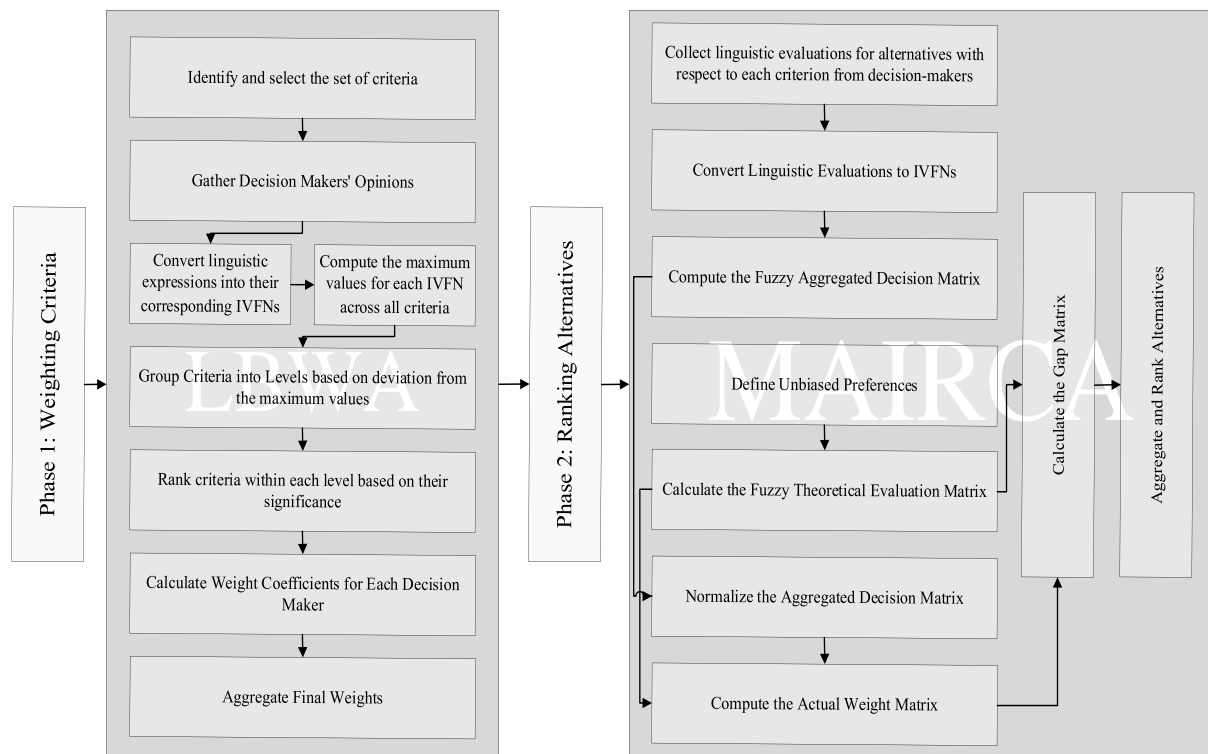 Phase 1: Weighting Criteria
LBWA
Identify and select the set of criteria
Gather Decision Makers' Opinions
Convert linguistic
expressions into their
corresponding IVFNs
Compute the maximum
values for each IVFN
across all criteria
Group Criteria into Levels based on deviation from
the maximum values
Rank criteria within each level based on their
significance
Calculate Weight Coefficients for Each Decision
Maker
Aggregate Final Weights
Phase 2: Ranking Alternatives
MAIRCA
Collect linguistic evaluations for alternatives with
respect to each criterion from decision-makers
Convert Linguistic Evaluations to IVFNs
Compute the Fuzzy Aggregated Decision Matrix
Define Unbiased Preferences
Calculate the Fuzzy Theoretical Evaluation Matrix
Normalize the Aggregated Decision Matrix
Compute the Actual Weight Matrix
Calculate the Gap Matrix
Aggregate and Rank Alternatives